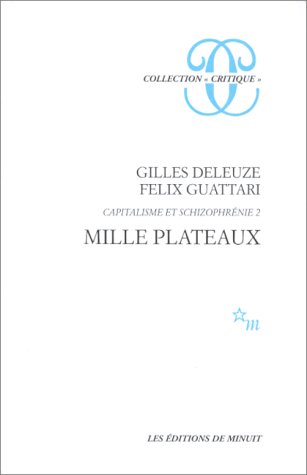 COLLECTION « CRITIQUE »
GILLES DELEUZE
FELIX GUATTARI
CAPITALISME ET SCHIZOPHRÉNIE 2
MILLE PLATEAUX
m
LES ÉDITIONS DE MINUIT